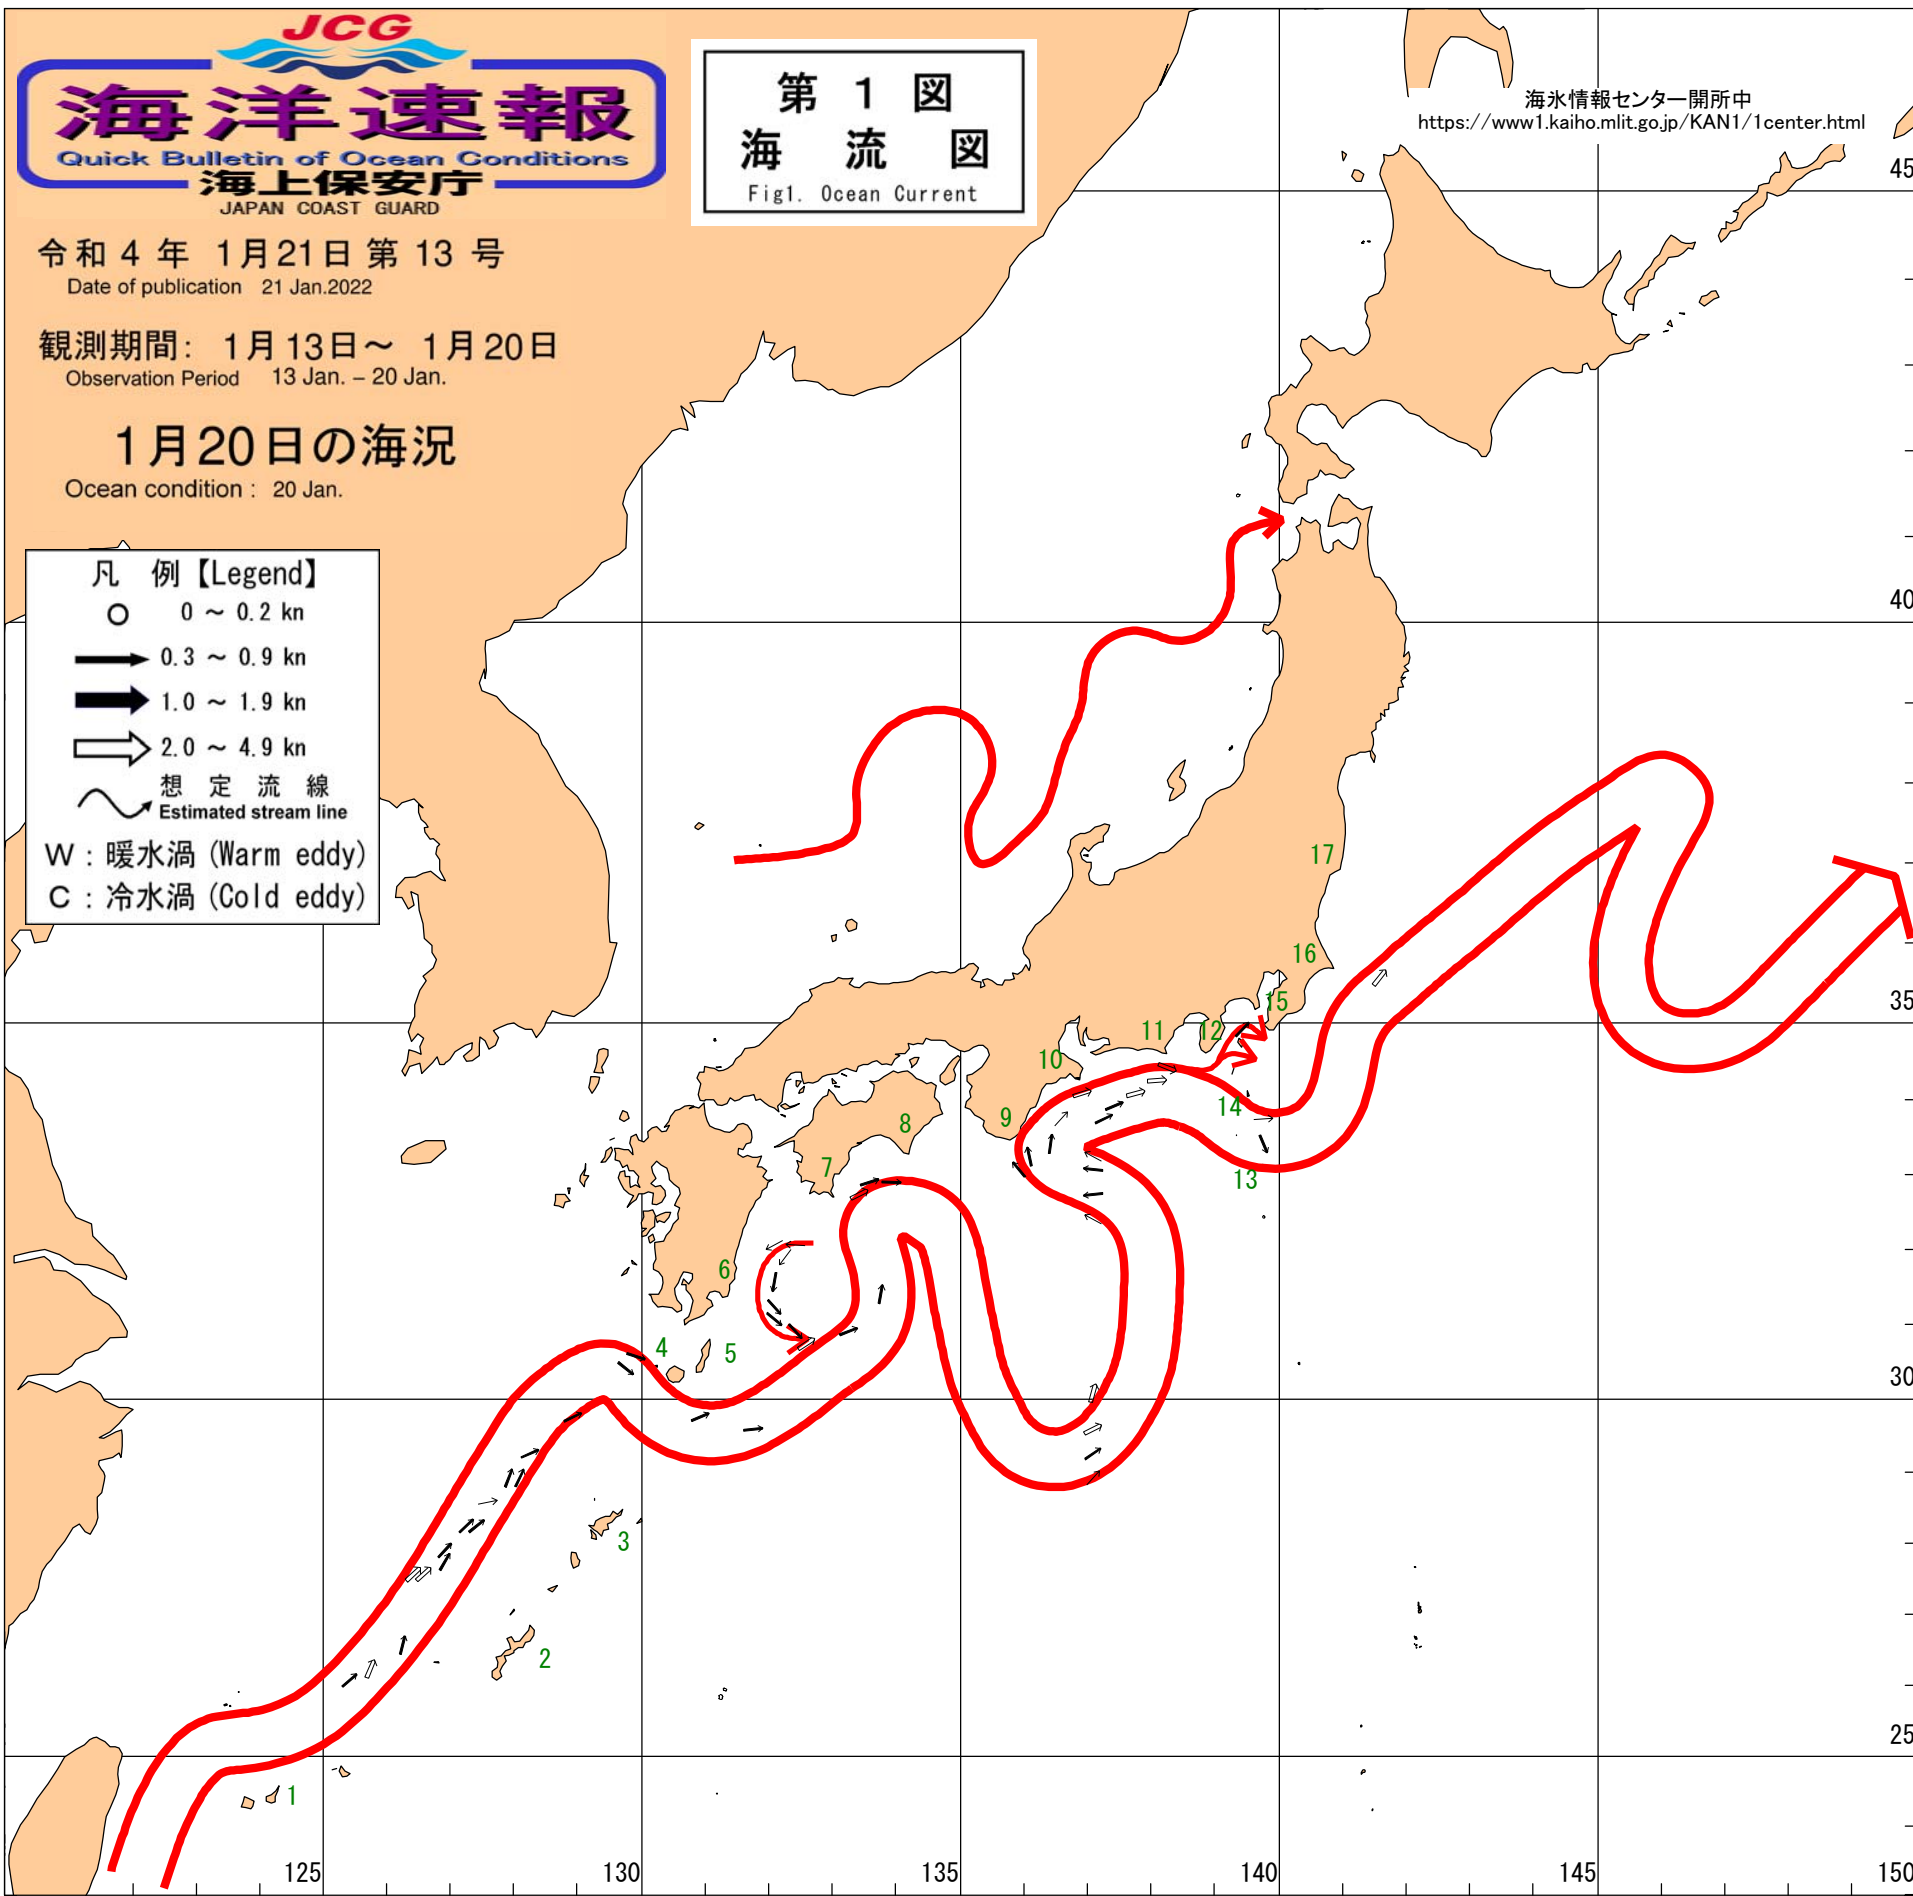 JCG
海洋速報
Quick Bulletin of Ocean Conditions
海上保安庁
JAPAN COAST GUARD
第 1 図
海 流 図
Fig1. Ocean Current
海氷情報センター開所中
https://www1.kaiho.mlit.go.jp/KAN1/1center.html
令和 4 年 1月21日 第 13 号
Date of publication 21 Jan.2022
観測期間: 1月13日～ 1月20日
Observation Period 13 Jan. – 20 Jan.
1月20日の海況
Ocean condition : 20 Jan.
凡 例【Legend】
0 ～ 0.2 kn
0.3 ～ 0.9 kn
1.0 ～ 1.9 kn
2.0 ～ 4.9 kn
想 定 流 線
Estimated stream line
W : 暖水渦 (Warm eddy)
C : 冷水渦 (Cold eddy)
45
40
17
16
35
15
12
11
10
14
9
8
7
13
6
4
5
30
3
2
25
1
125
130
135
140
145
150